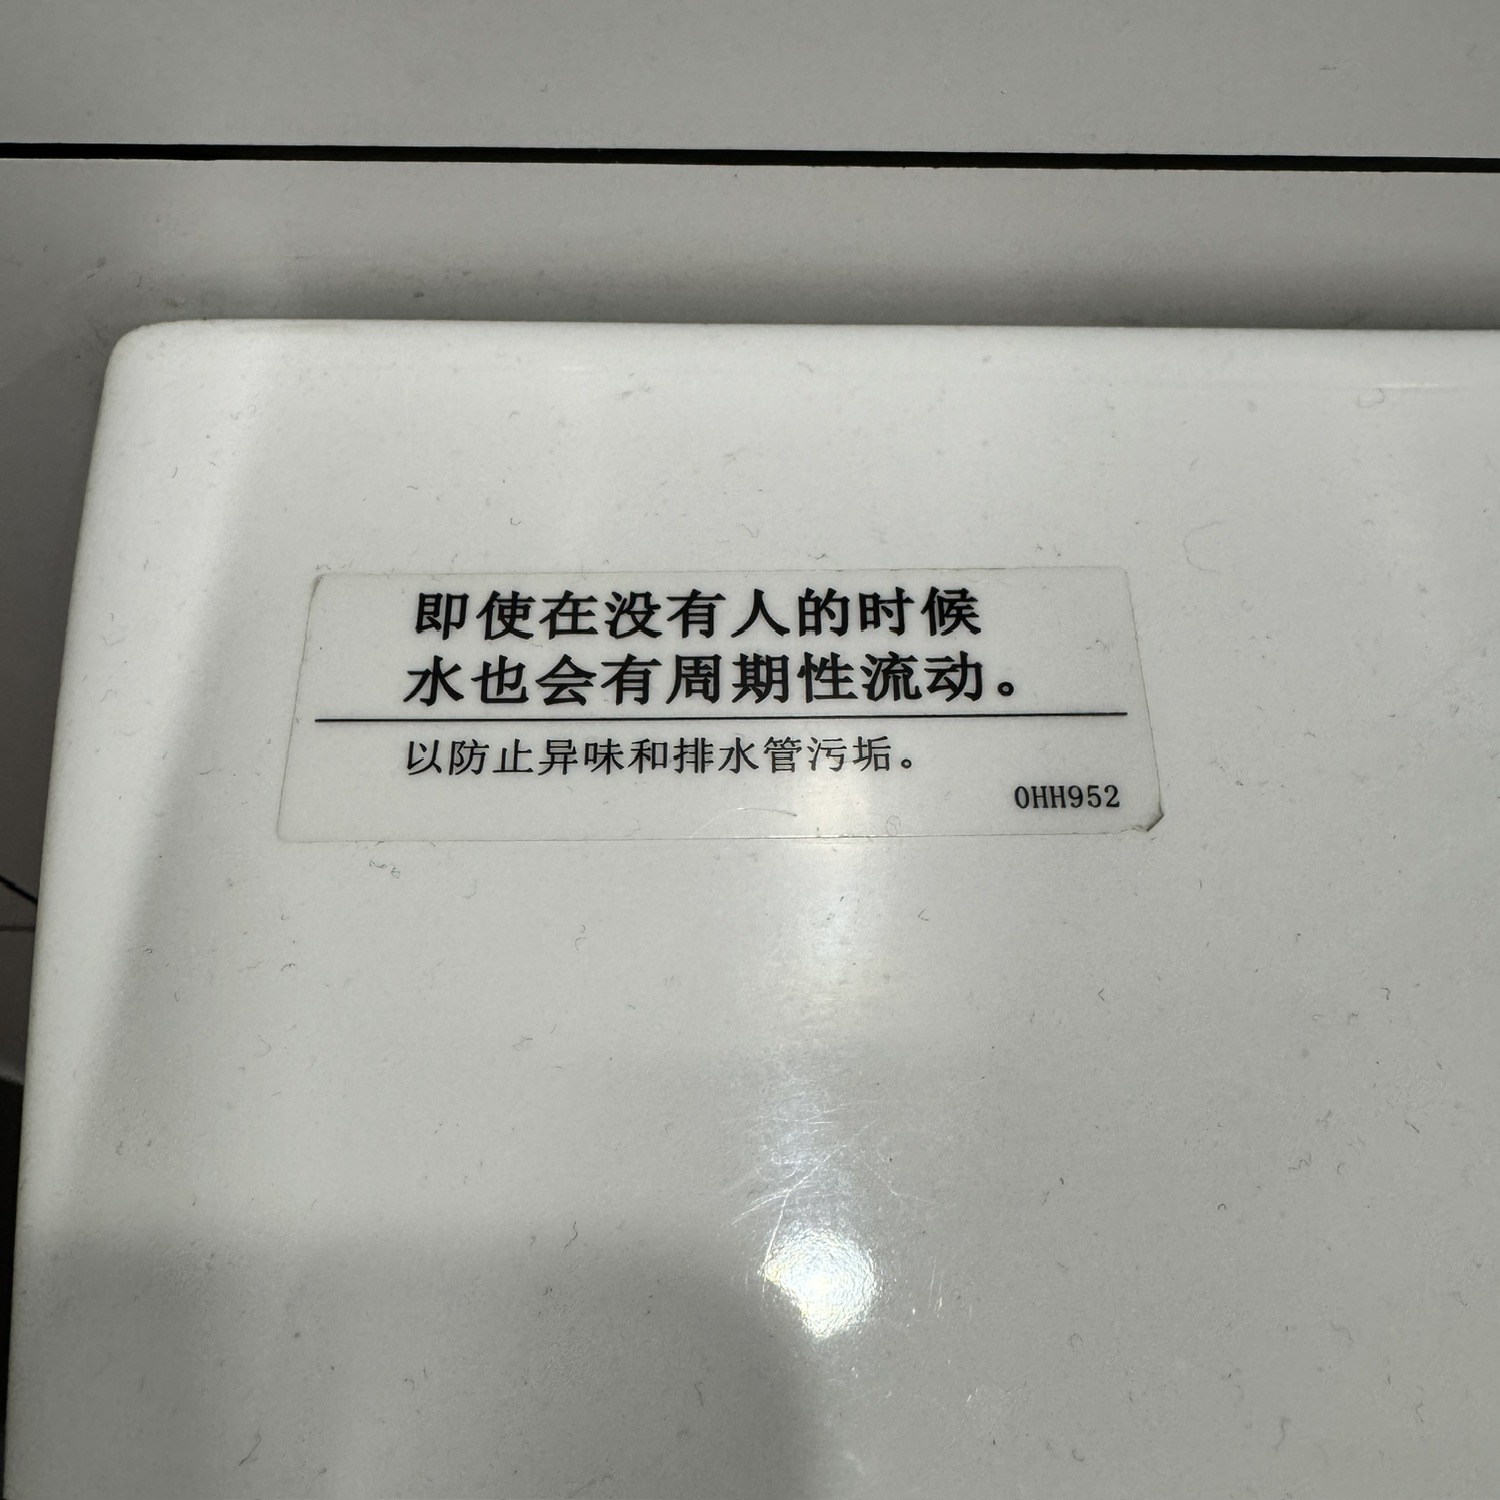 即使在没有人的时候
水也会有周期性流动。
以防止异味和排水管污垢。
0HH952